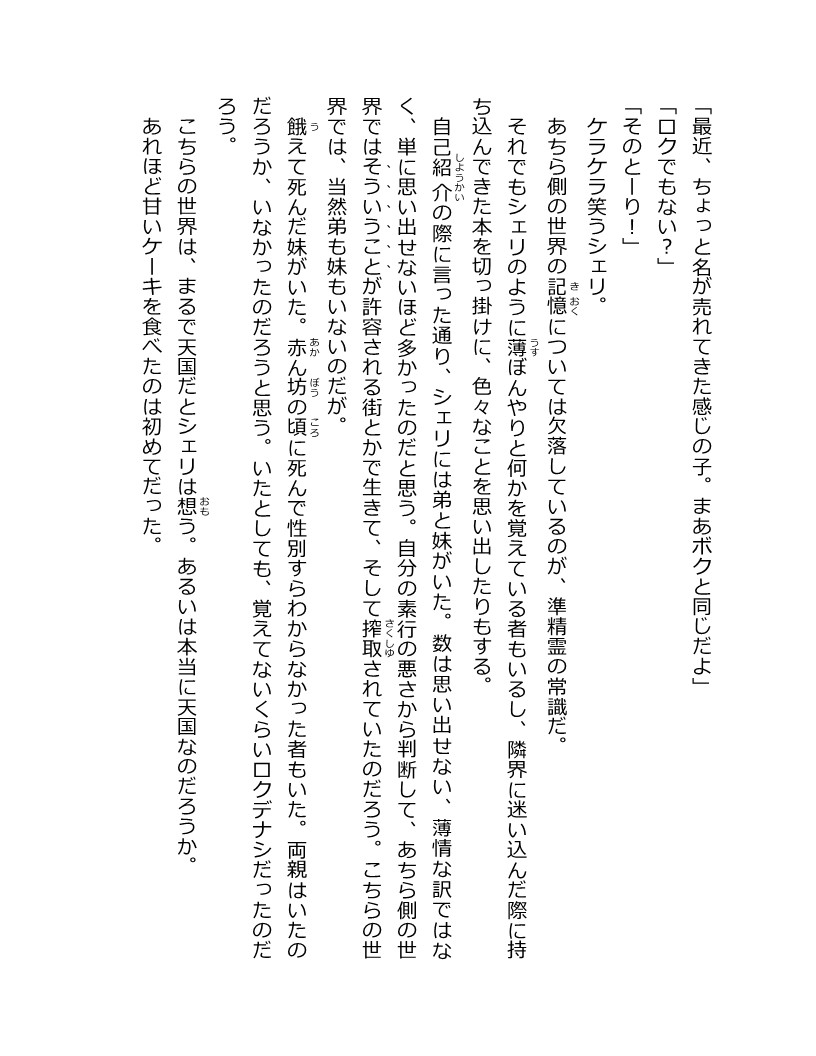 「最近、ちょっと名が売れてきた感じの子。まあボクと同じだよ」
「ロクでもない？」
「そのとーり！」
ケラケラ笑うシェリ。
あちら側の世界の記憶については欠落しているのが、準精霊の常識だ。
それでもシェリのように薄ぼんやりと何かを覚えている者もいるし、隣界に迷い込んだ際に持
ち込んできた本を切っ掛けに、色々なことを思い出したりもする。
自己紹介の際に言った通り、シェリには弟と妹がいた。数は思い出せない、薄情な訳ではな
く、単に思い出せないほど多かったのだと思う。自分の素行の悪さから判断して、あちら側の世
界ではそういうことが許容される街とかで生きて、そして搾取されていたのだろう。こちらの世
界では、当然弟も妹もいないのだが。
餓えて死んだ妹がいた。赤ん坊の頃に死んで性別すらわからなかった者もいた。両親はいたの
だろうか、いなかったのだろうと思う。いたとしても、覚えてないくらいロクデナシだったのだ
ろう。
こちらの世界は、まるで天国だとシェリは想う。あるいは本当に天国なのだろうか。
あれほど甘いケーキを食べたのは初めてだった。